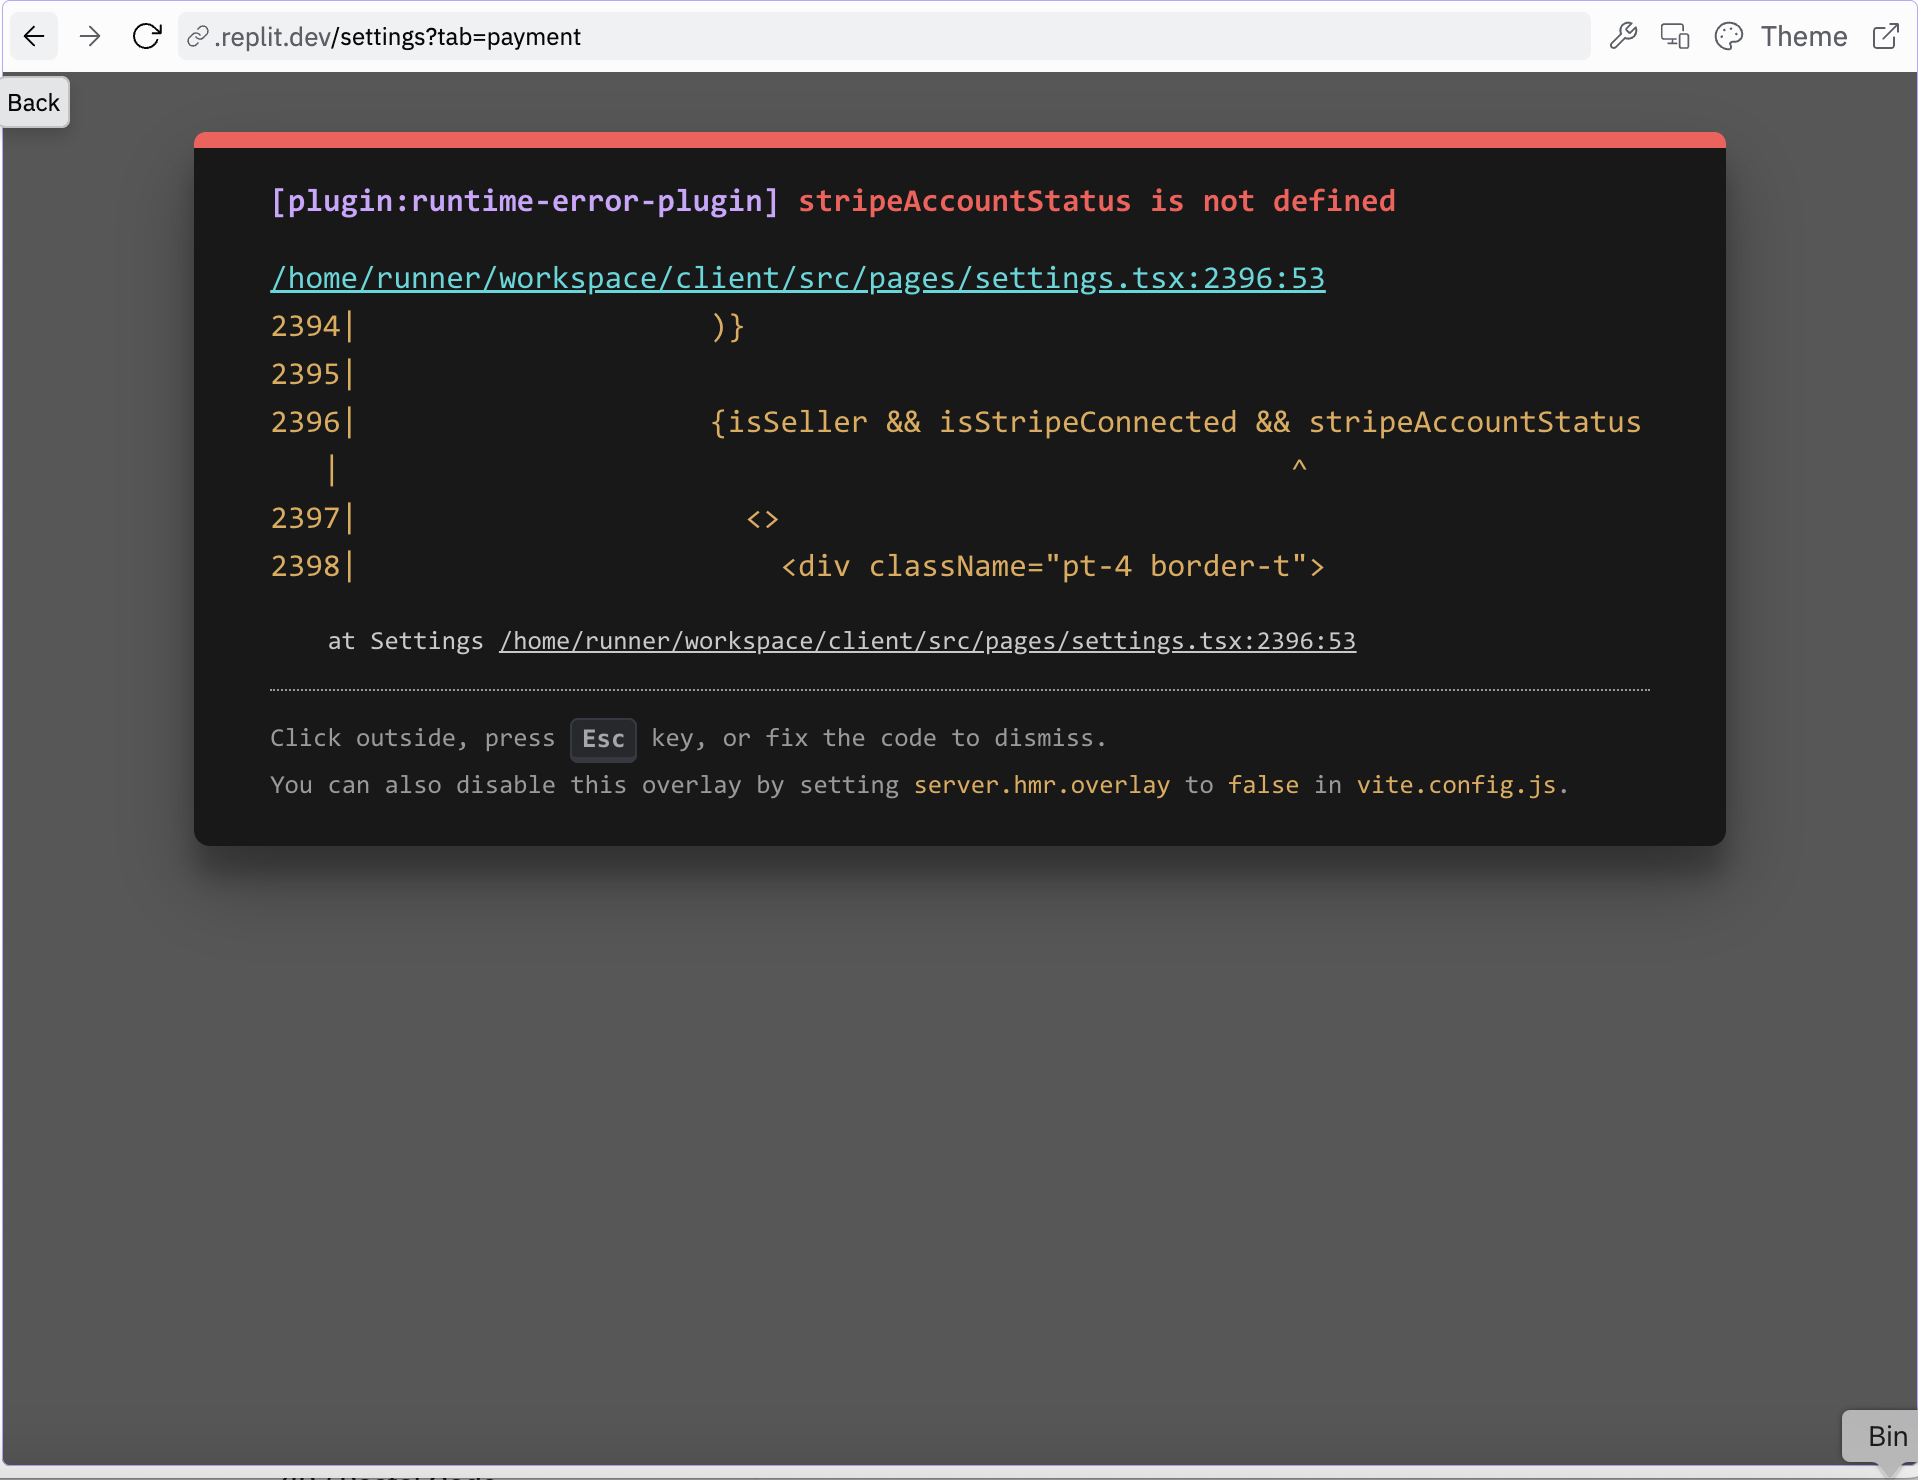 .replit.dev/settings?tab=payment
Theme
Back
[plugin:runtime-error-plugin] stripeAccountStatus is not defined
/home/runner/workspace/client/src/pages/settings.tsx:2396:53
2394|                     )}
2395|
2396|                     {isSeller && isStripeConnected && stripeAccountStatus
|                                                      ^
2397|                       <>
2398|                         <div className="pt-4 border-t">
at Settings /home/runner/workspace/client/src/pages/settings.tsx:2396:53
Click outside, press Esc key, or fix the code to dismiss.
You can also disable this overlay by setting server.hmr.overlay to false in vite.config.js.
Bin